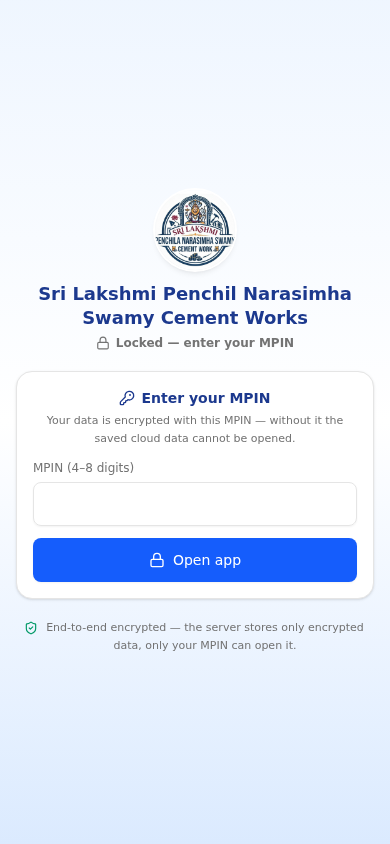 SRI LAKSHMI
PENCHILA NARASIMHA SWAMY
CEMENT WORK
Sri Lakshmi Penchil Narasimha
Swamy Cement Works
Locked — enter your MPIN
Enter your MPIN
Your data is encrypted with this MPIN — without it the
saved cloud data cannot be opened.
MPIN (4–8 digits)
Open app
End-to-end encrypted — the server stores only encrypted
data, only your MPIN can open it.